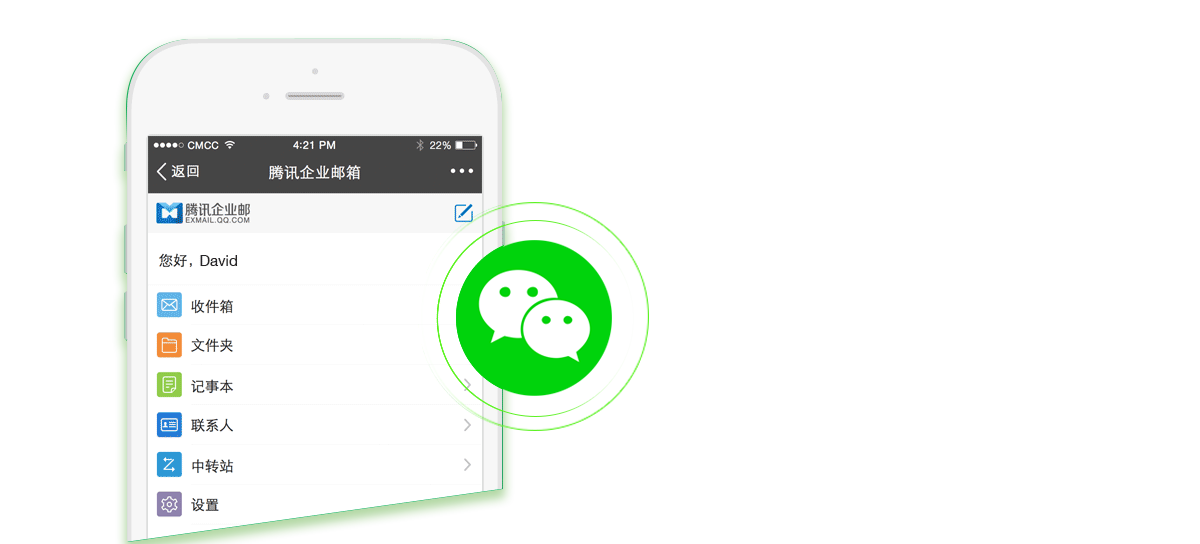 CMCC 4:21 PM 22%
返回 腾讯企业邮箱
腾讯企业邮
EXMAIL.QQ.COM
您好，David
收件箱
文件夹
记事本
联系人
中转站
设置